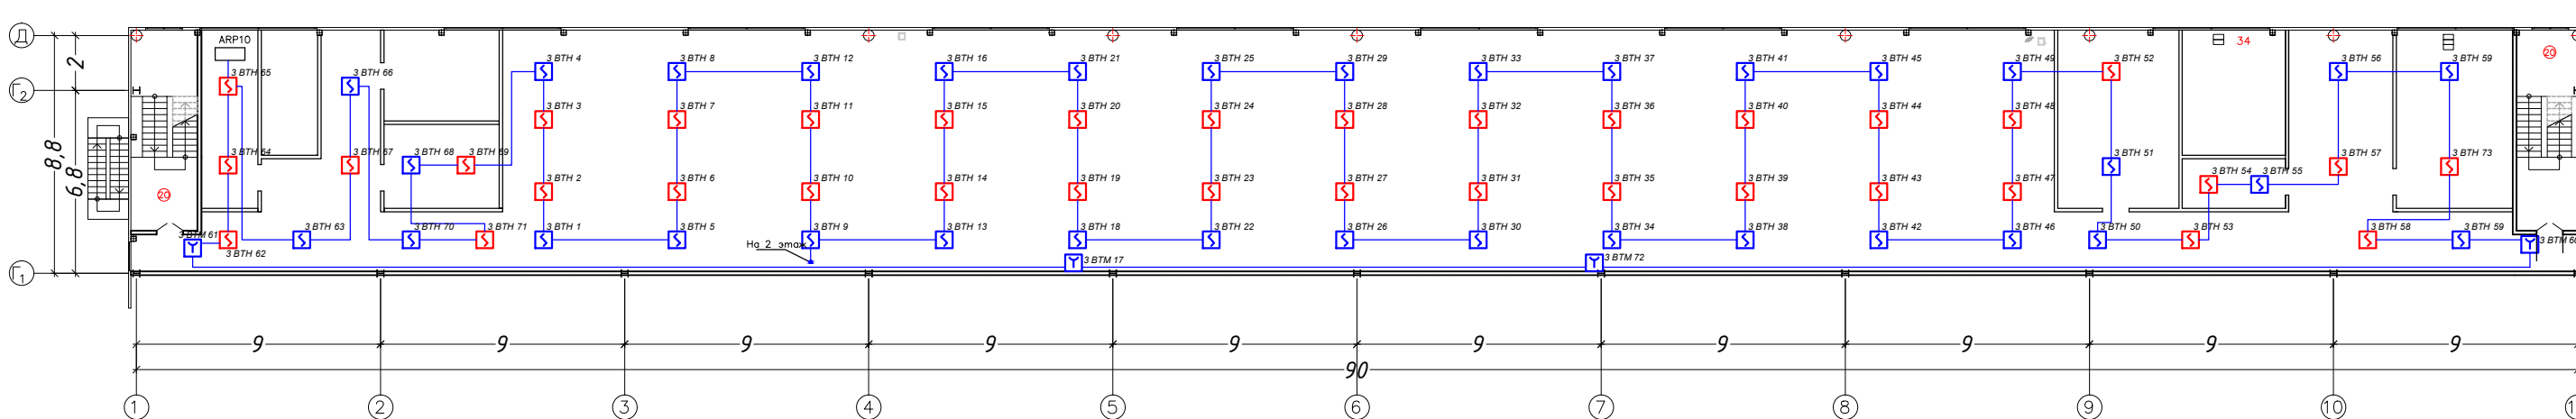 Д
ARP10
34
20
2
3 ВТН 65
3 ВТН 66
3 ВТН 4
3 ВТН 8
3 ВТН 12
3 ВТН 16
3 ВТН 21
3 ВТН 25
3 ВТН 29
3 ВТН 33
3 ВТН 37
3 ВТН 41
3 ВТН 45
3 ВТН 49
3 ВТН 52
3 ВТН 56
3 ВТН 59
Г2
3 ВТН 3
3 ВТН 7
3 ВТН 11
3 ВТН 15
3 ВТН 20
3 ВТН 24
3 ВТН 28
3 ВТН 32
3 ВТН 36
3 ВТН 40
3 ВТН 44
3 ВТН 48
8,8
6,8
3 ВТН 64
3 ВТН 67
3 ВТН 68
3 ВТН 69
3 ВТН 51
3 ВТН 57
3 ВТН 73
3 ВТН 2
3 ВТН 6
3 ВТН 10
3 ВТН 14
3 ВТН 19
3 ВТН 23
3 ВТН 27
3 ВТН 31
3 ВТН 35
3 ВТН 39
3 ВТН 43
3 ВТН 47
3 ВТН 54
3 ВТН 55
20
3 ВТМ 61
3 ВТН 63
3 ВТН 70
3 ВТН 71
3 ВТН 1
3 ВТН 5
3 ВТН 9
3 ВТН 13
3 ВТН 18
3 ВТН 22
3 ВТН 26
3 ВТН 30
3 ВТН 34
3 ВТН 38
3 ВТН 42
3 ВТН 46
3 ВТН 50
3 ВТН 53
3 ВТН 58
3 ВТН 59
3 ВТМ 60
На 2 этаж
3 ВТН 62
3 ВТМ 17
3 ВТМ 72
Г1
9
9
9
9
9
9
9
9
9
9
90
1
2
3
4
5
6
7
8
9
10